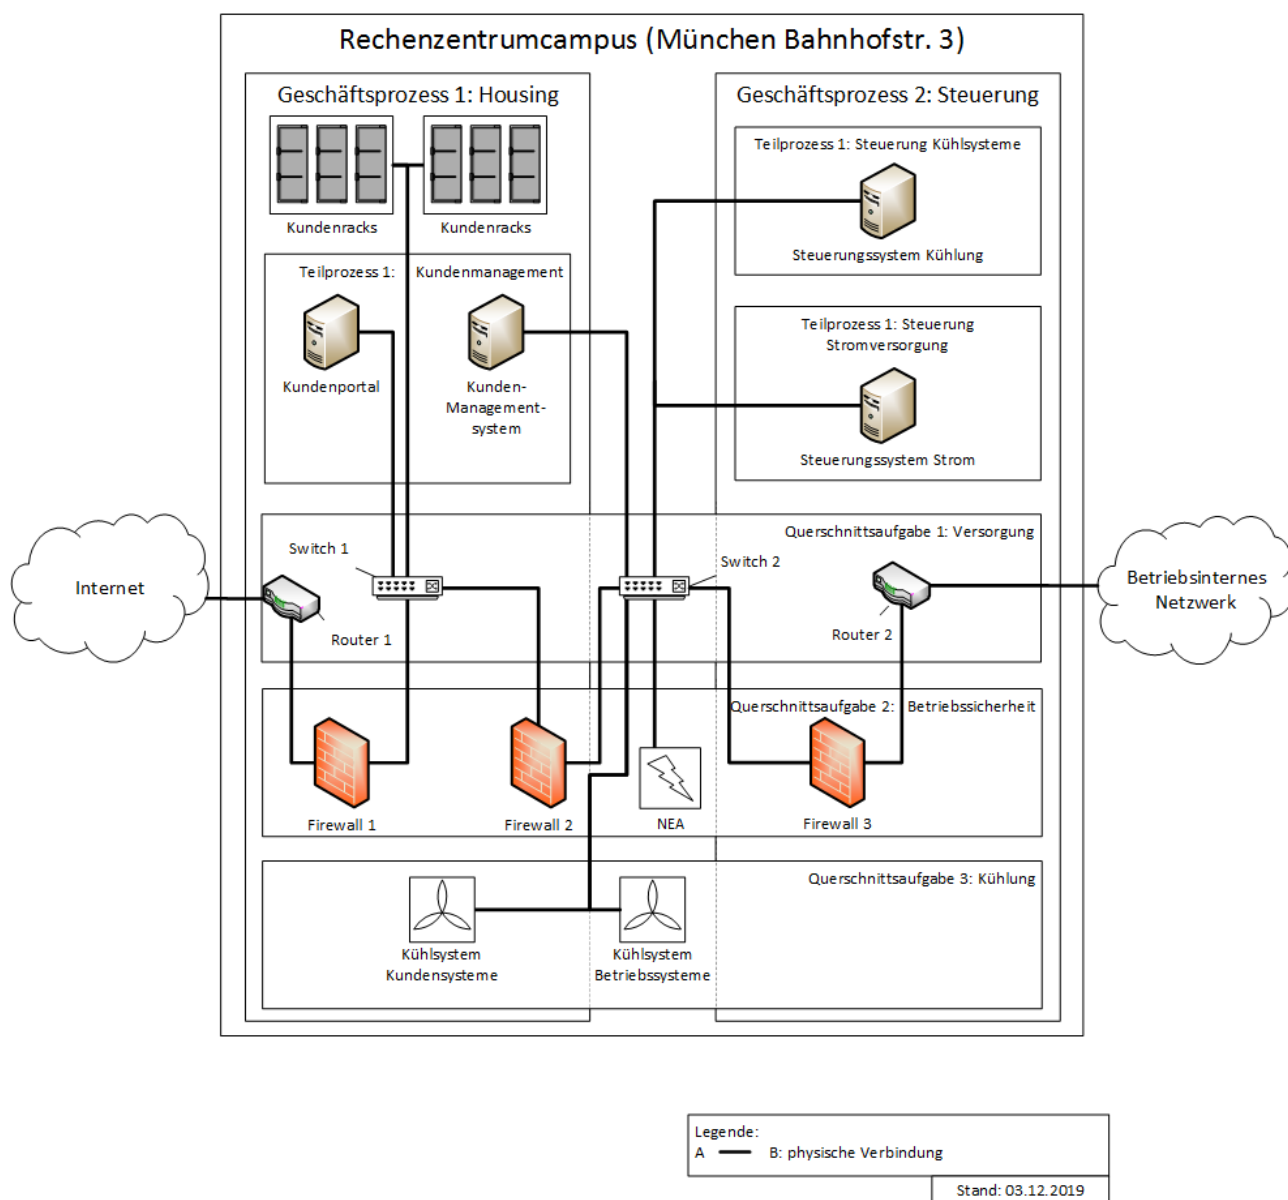 Rechenzentrumcampus (München Bahnhofstr. 3)
Geschäftsprozess 1: Housing
Geschäftsprozess 2: Steuerung
Kundenracks
Kundenracks
Teilprozess 1: Kundenmanagement
Kundenportal
Kunden-
Management-
system
Teilprozess 1: Steuerung Kühlsysteme
Steuerungssystem Kühlung
Teilprozess 1: Steuerung
Stromversorgung
Steuerungssystem Strom
Querschnittsaufgabe 1: Versorgung
Internet
Switch 1
Router 1
Switch 2
Router 2
Betriebsinternes
Netzwerk
Querschnittsaufgabe 2: Betriebssicherheit
Firewall 1
Firewall 2
NEA
Firewall 3
Querschnittsaufgabe 3: Kühlung
Kühlsystem
Kundensysteme
Kühlsystem
Betriebssysteme
Legende:
A B: physische Verbindung
Stand: 03.12.2019